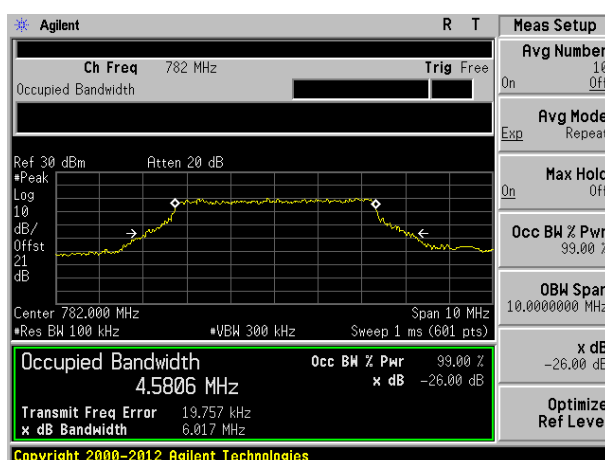 Agilent R T Meas Setup
Ch Freq 782 MHz Trig Free
Occupied Bandwidth
Avg Number
10
On Off
Avg Mode
Exp Repeat
Max Hold
On Off
Occ BW % Pwr
99.00 %
OBW Span
10.0000000 MHz
x dB
-26.00 dB
Optimize
Ref Level
Ref 30 dBm Atten 20 dB
#Peak
Log
10
dB/
Offst
21
dB
Center 782.000 MHz Span 10 MHz
#Res BW 100 kHz #VBW 300 kHz Sweep 1 ms (601 pts)
Occupied Bandwidth Occ BW % Pwr 99.00 %
4.5806 MHz x dB -26.00 dB
Transmit Freq Error 19.757 kHz
x dB Bandwidth 6.017 MHz
Copyright 2000-2012 Agilent Technologies